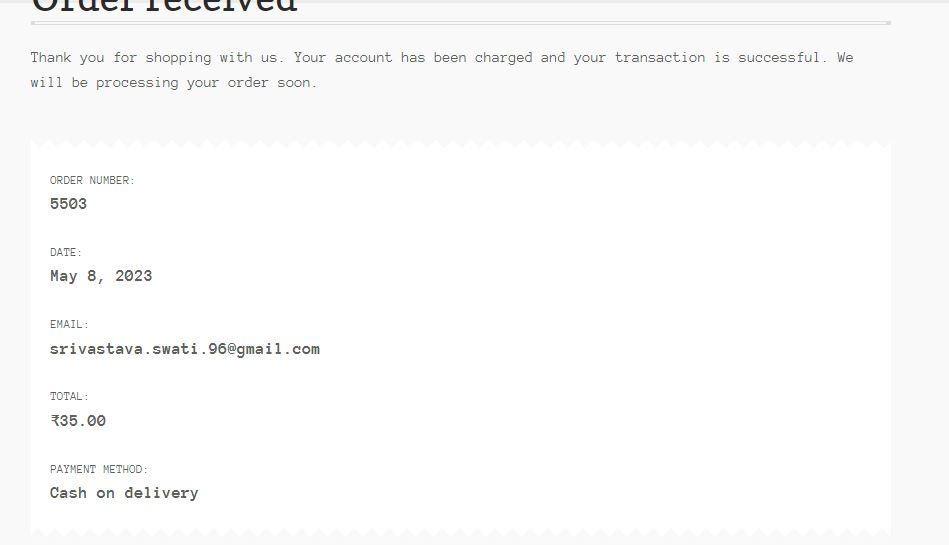 Order received
Thank you for shopping with us. Your account has been charged and your transaction is successful. We
will be processing your order soon.
ORDER NUMBER:
5503
DATE:
May 8, 2023
EMAIL:
srivastava.swati.96@gmail.com
TOTAL:
₹35.00
PAYMENT METHOD:
Cash on delivery